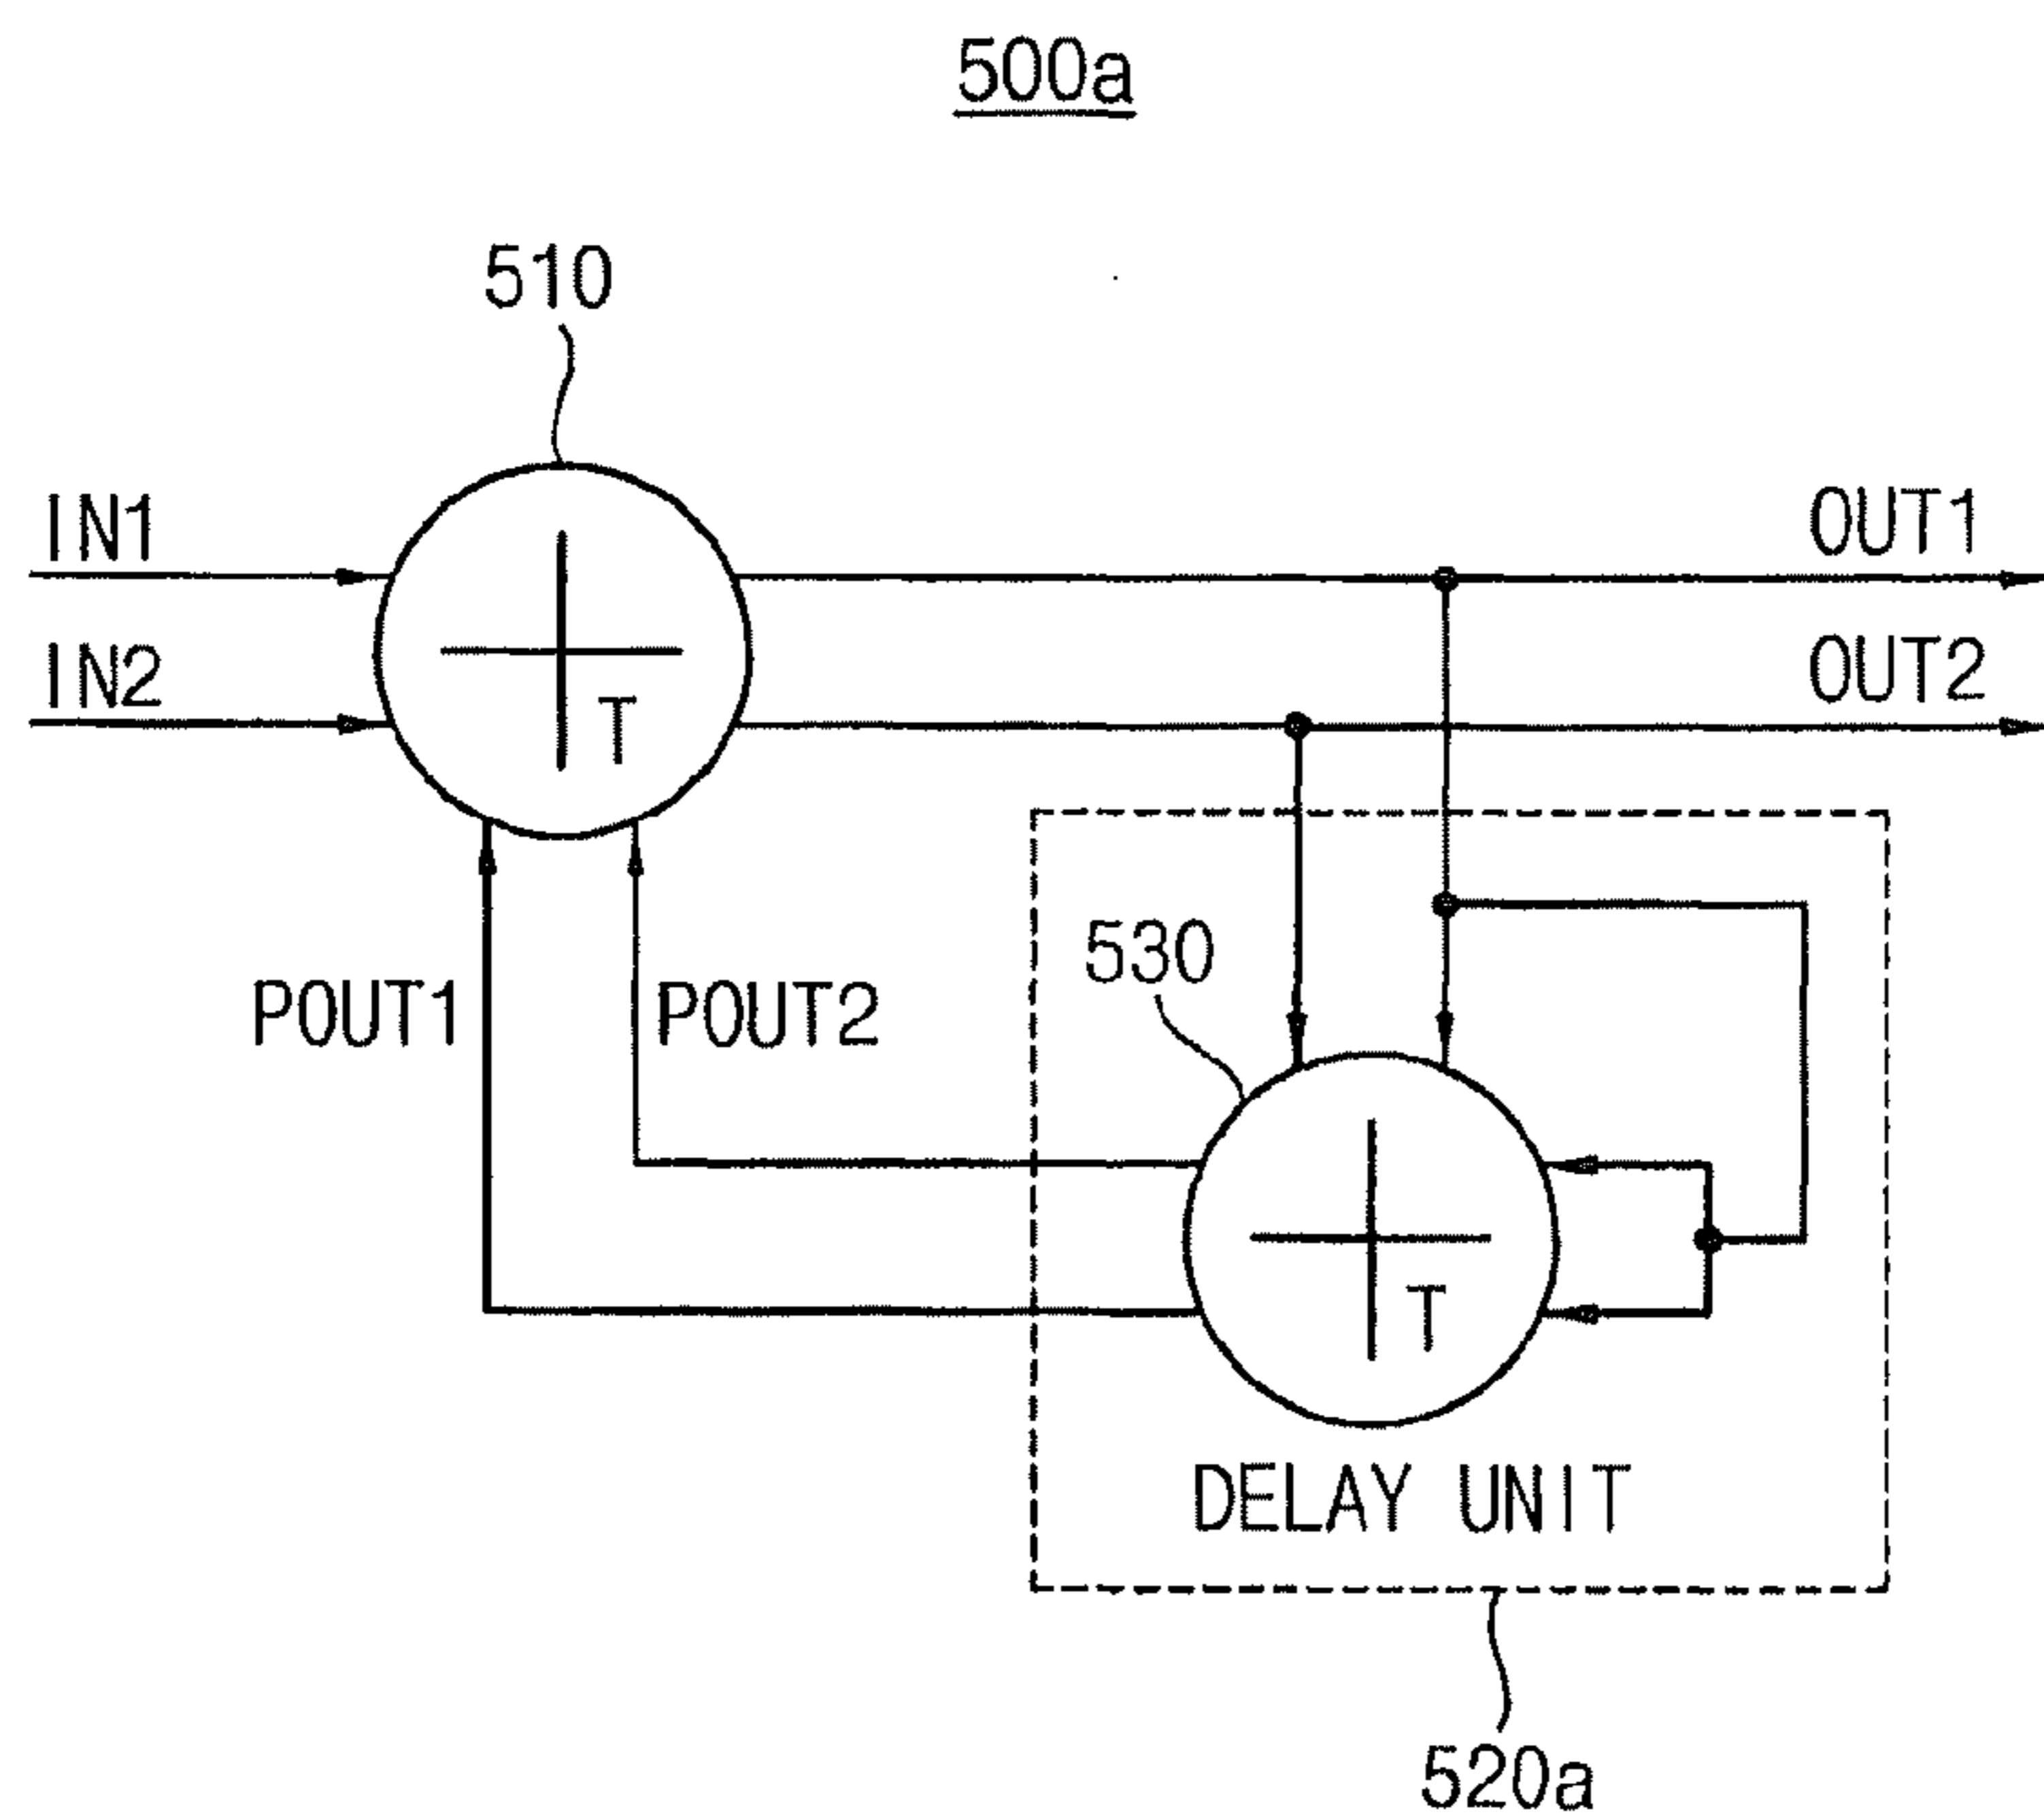 500a
510
IN1
OUT1
IN2
OUT2
T
530
POUT1
POUT2
T
DELAY UNIT
520a